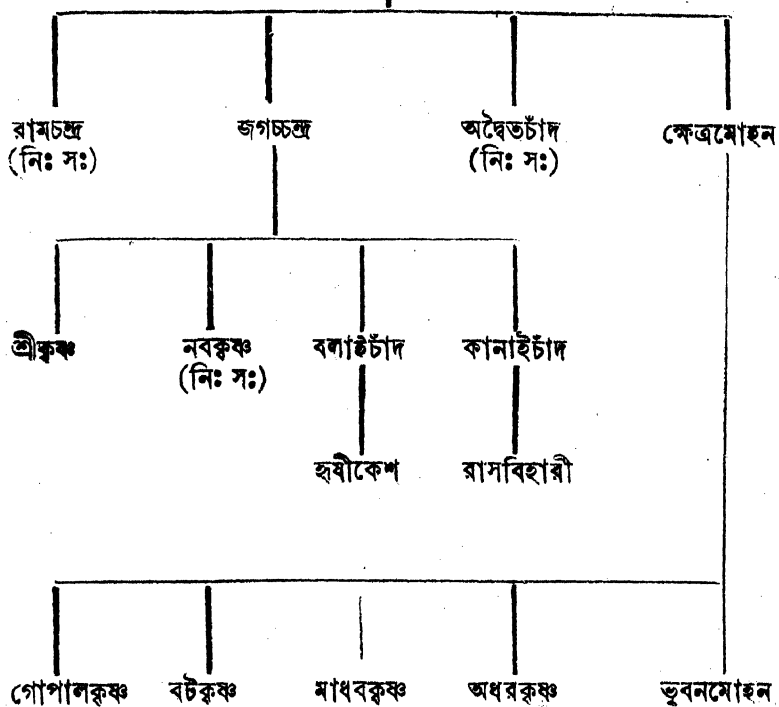 রামচন্দ্র জগচ্চন্দ্র অদ্বৈতচাঁদ ক্ষেত্রমোহন
(নিঃ সঃ) (নিঃ সঃ)
শ্রীকৃষ্ণ নবকৃষ্ণ বলাইচাঁদ কানাইচাঁদ
(নিঃ সঃ)
হৃষীকেশ রাসবিহারী
গোপালকৃষ্ণ বটকৃষ্ণ মাধবকৃষ্ণ অধরকৃষ্ণ ভুবনমোহন